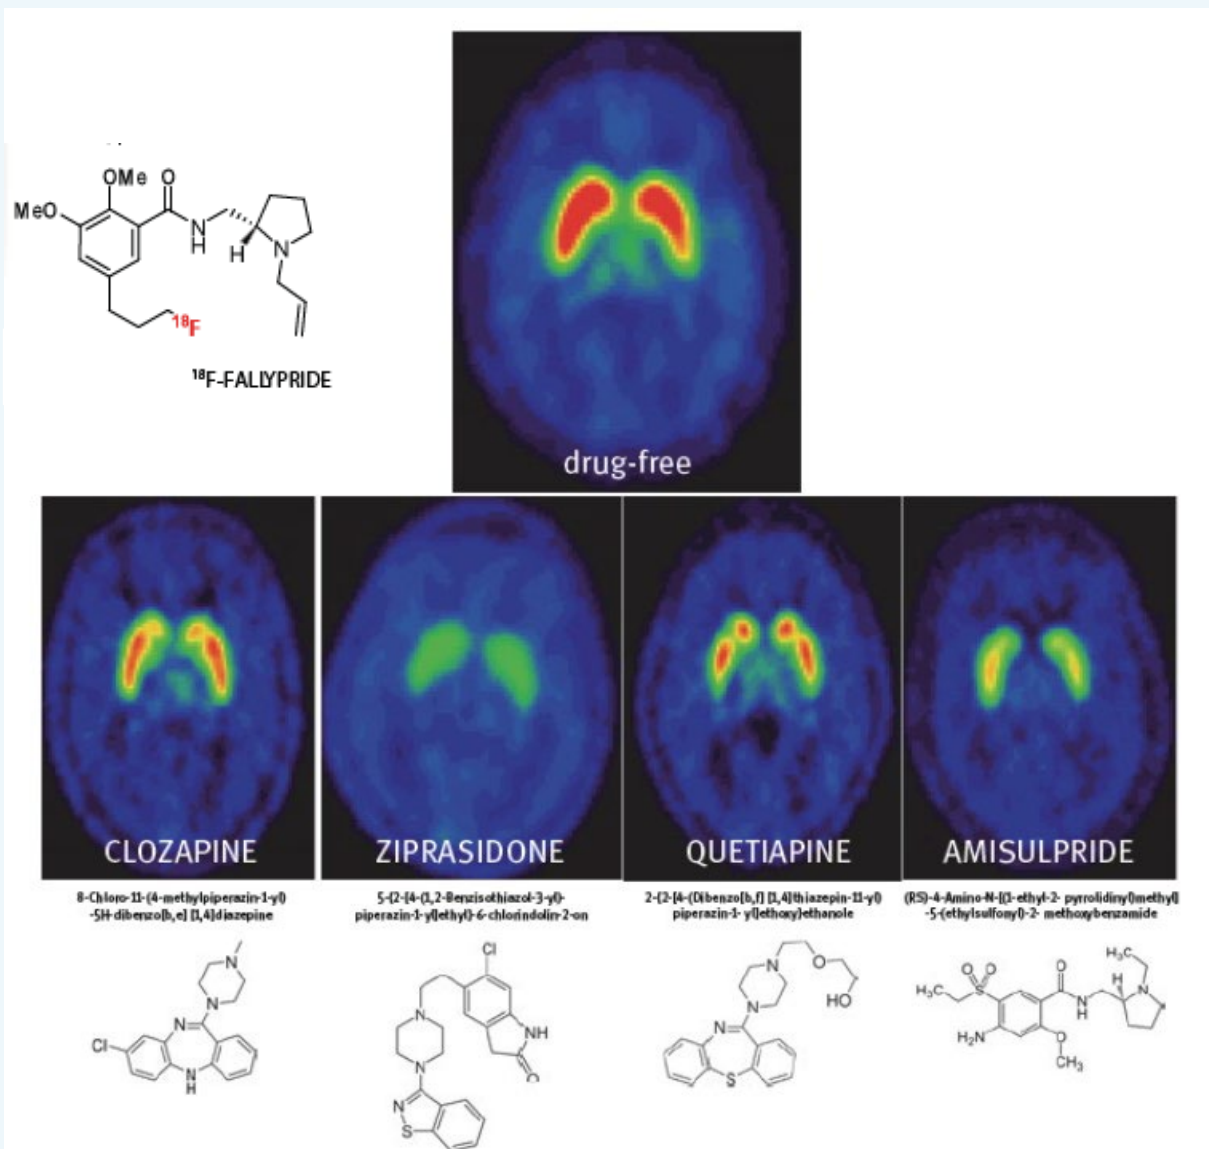 OMe
O
MeO
N
H
H
N
¹⁸F
¹⁸F-FALLYPRIDE
drug-free
CLOZAPINE
ZIPRASIDONE
QUETIAPINE
AMISULPRIDE
8-Chloro-11-(4-methylpiperazin-1-yl)
-5H-dibenzo[b,e] [1,4]diazepine
5-{2-[4-(1,2-Benzisothiazol-3-yl)-
piperazin-1-yl]ethyl}-6-chlorindolin-2-on
2-{2-[4-(Dibenzo[b,f] [1,4]thiazepin-11-yl)
piperazin-1- yl]ethoxy}ethanole
(RS)-4-Amino-N-[(1-ethyl-2- pyrrolidinyl)methyl]
-5-(ethylsulfonyl)-2- methoxybenzamide
N
N
N
Cl
N
H
Cl
N
NH
O
N
N
S
N
O
HO
N
N
S
H₃C
O
O
S
H₂N
O
NH
H
N
H₃C
O
CH₃